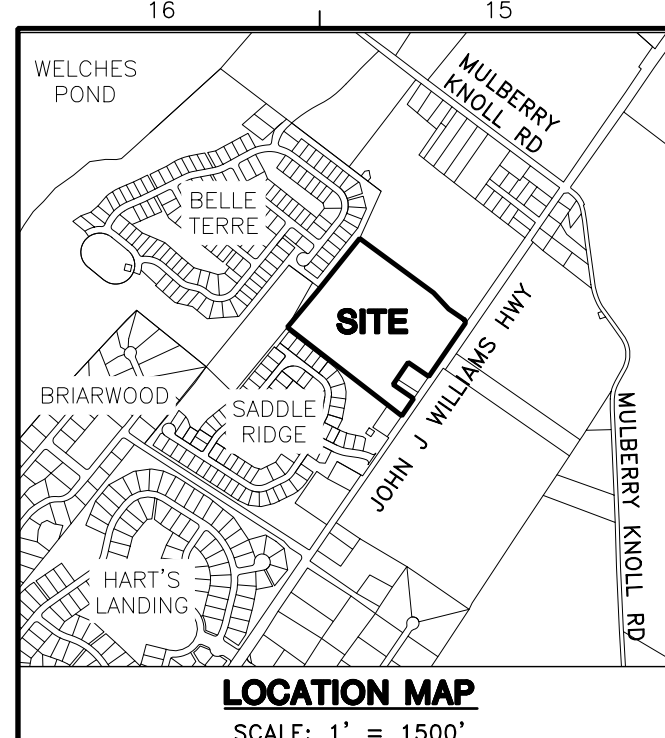 16
15
WELCHES
POND
MULBERRY
KNOLL RD
BELLE
TERRE
SITE
JOHN J WILLIAMS HWY
BRIARWOOD
SADDLE
RIDGE
MULBERRY KNOLL RD
HART'S
LANDING
LOCATION MAP
SCALE: 1' = 1500'